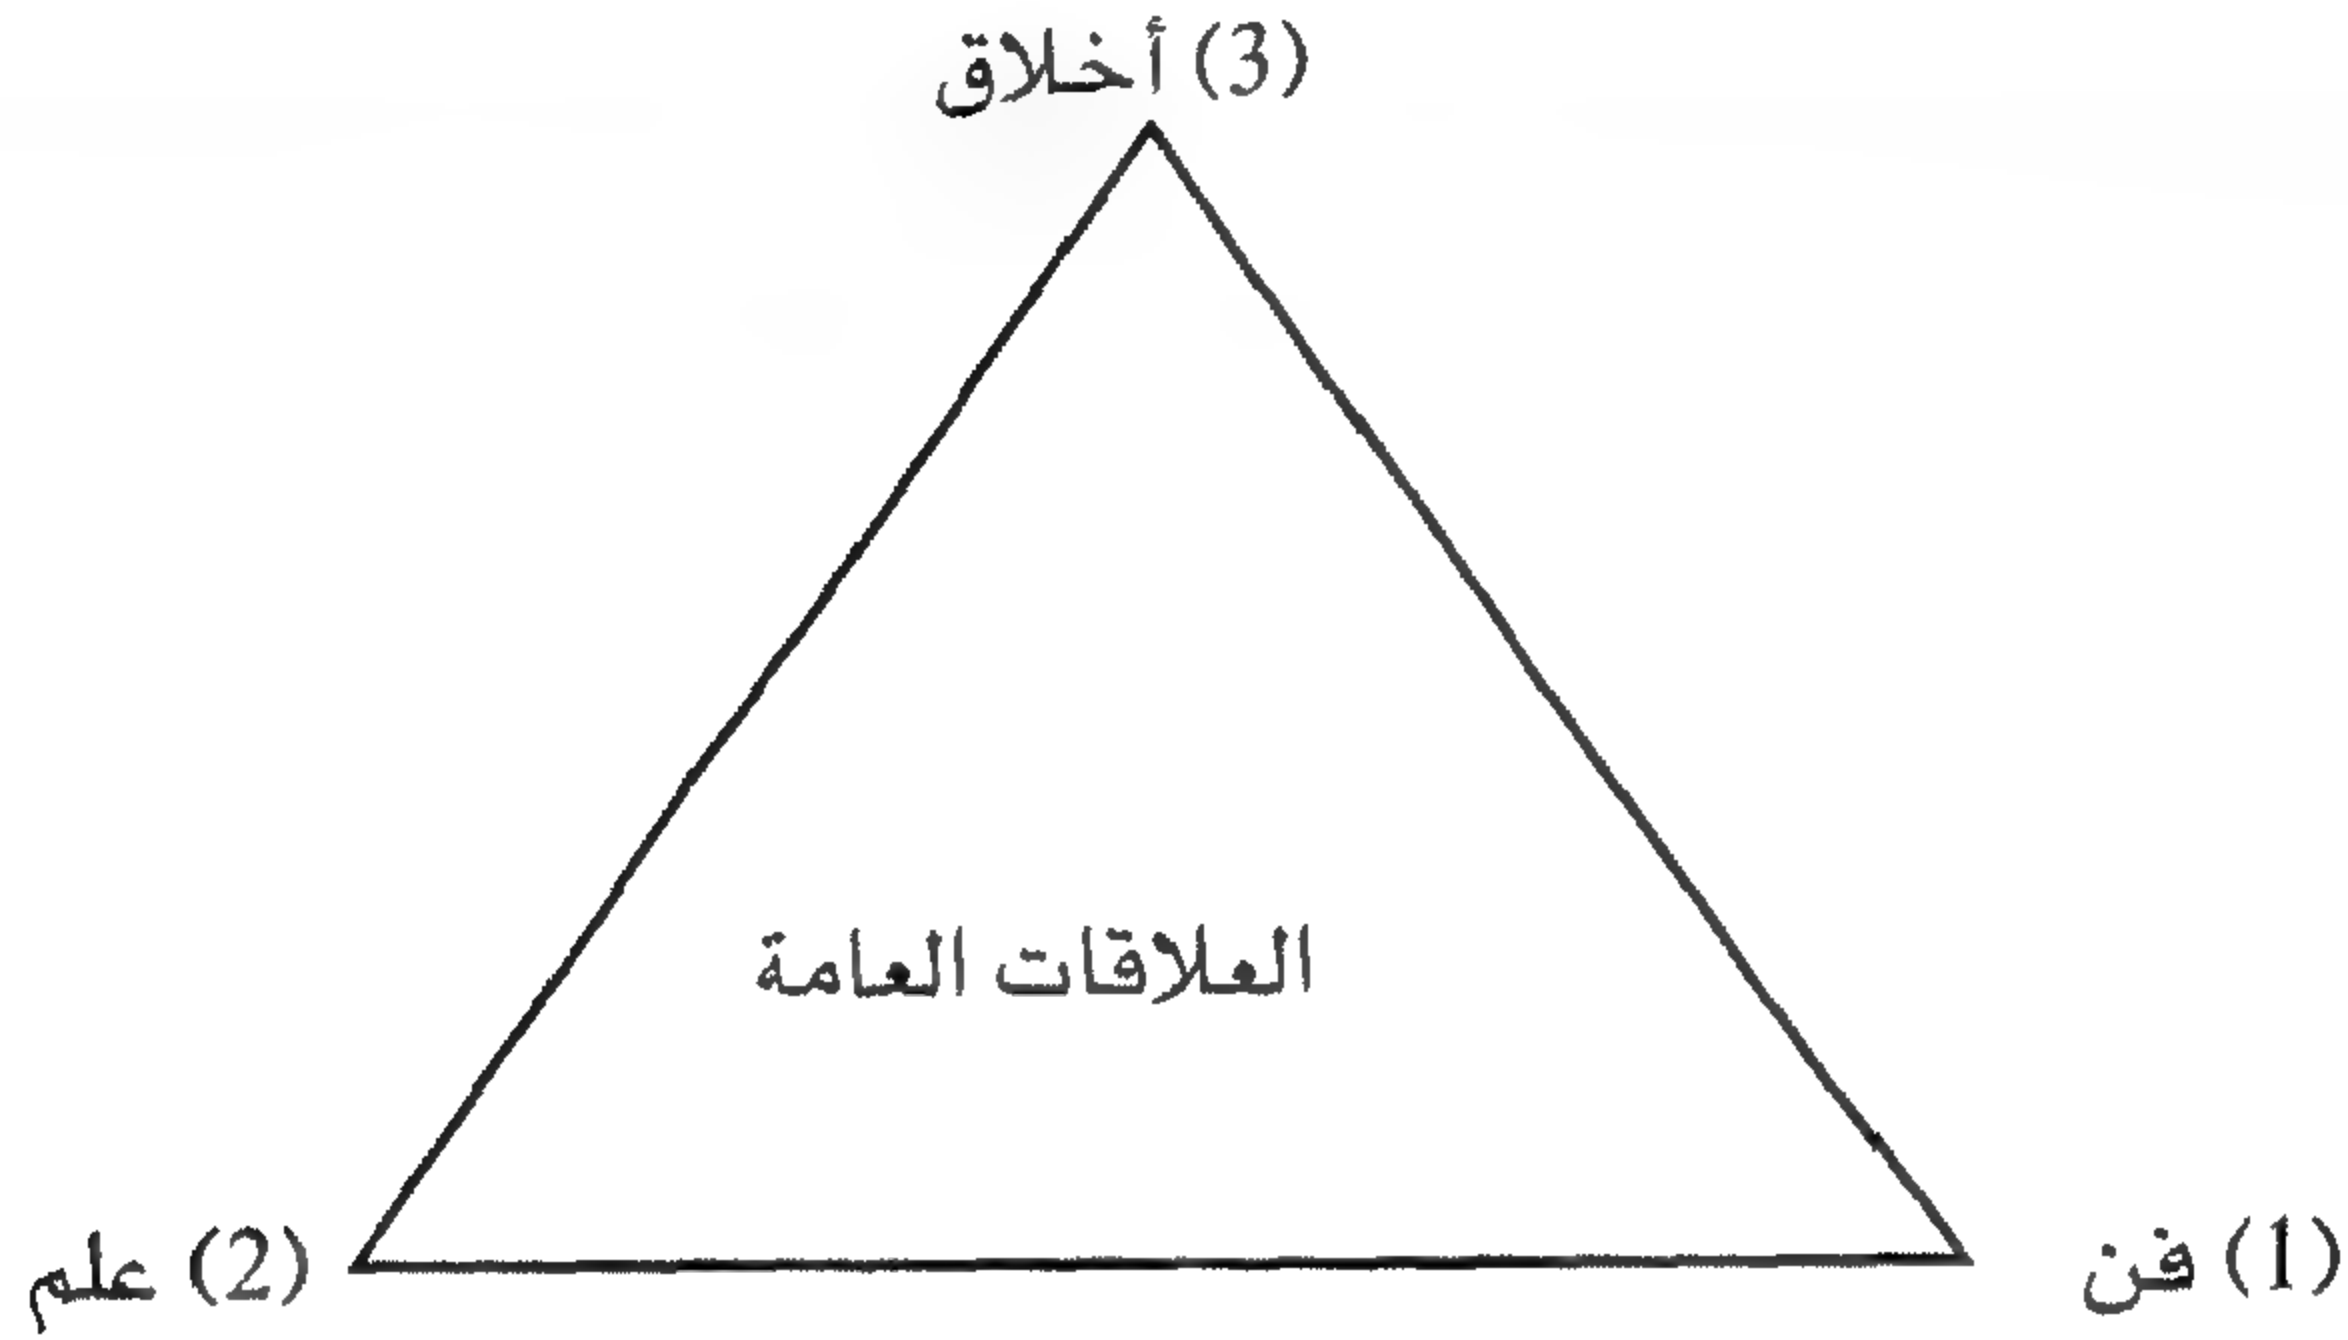 (3) أخلاق
العلاقات العامة
(1) فن
(2) علم